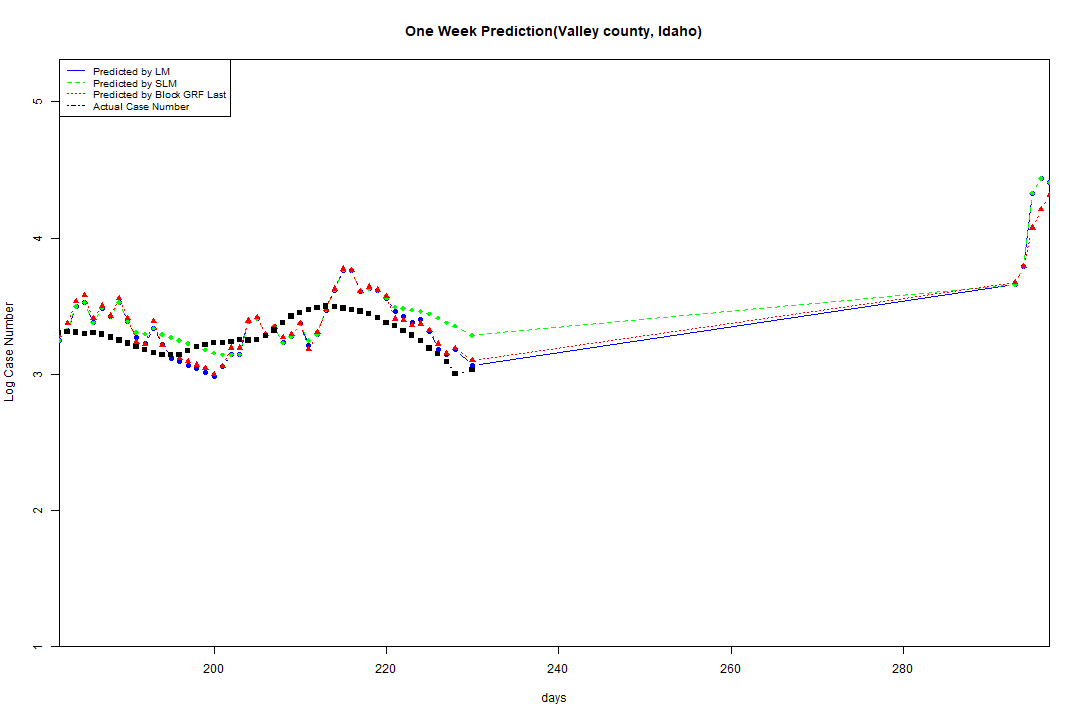 One Week Prediction(Valley county, Idaho)
Predicted by LM
Predicted by SLM
Predicted by Block GRF Last
Actual Case Number
5
4
3
2
1
Log Case Number
200
220
240
260
280
days